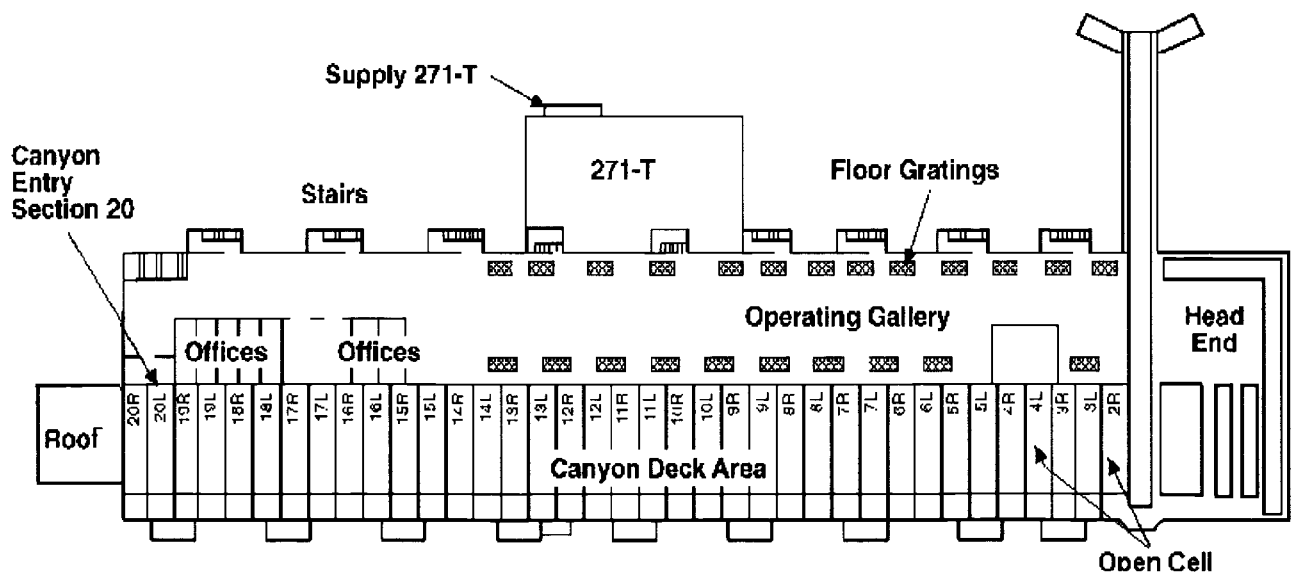 Supply 271-T
Canyon
Entry
Section 20
Stairs
271-T
Floor Gratings
Operating Gallery
Head
End
Offices
Offices
Roof
20R
20L
19R
19L
18R
18L
17R
17L
16R
16L
15R
15L
14R
14L
13R
13L
12R
12L
11R
11L
10R
10L
9R
9L
8R
8L
7R
7L
6R
6L
5R
5L
4R
4L
3R
3L
2R
Canyon Deck Area
Open Cell